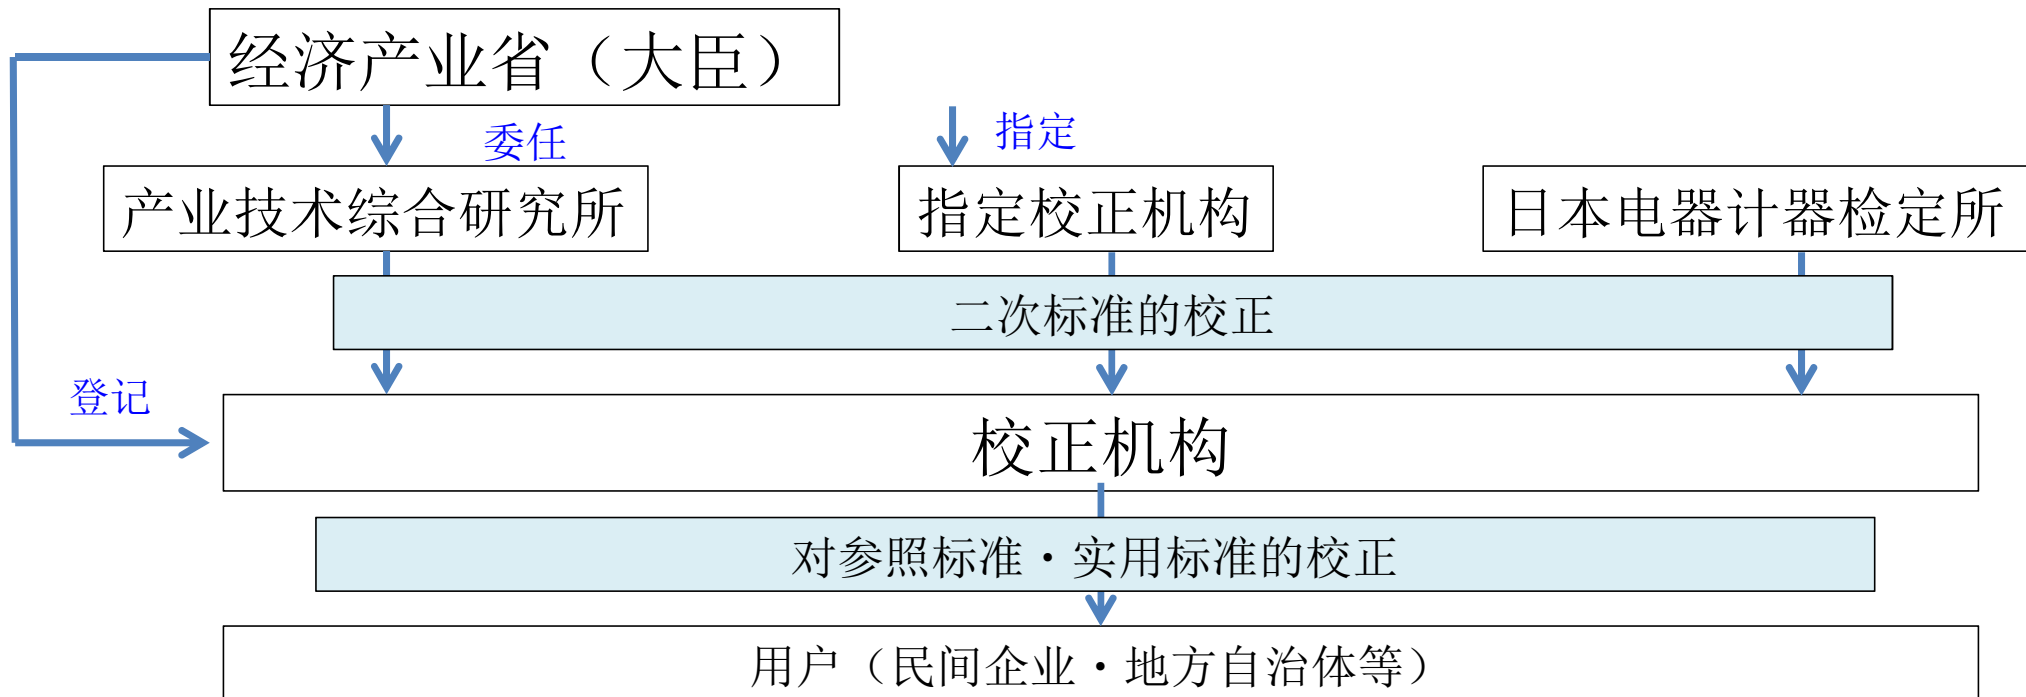 经济产业省（大臣）
委任
指定
产业技术综合研究所
指定校正机构
日本电器计器检定所
二次标准的校正
登记
校正机构
对参照标准・实用标准的校正
用户（民间企业・地方自治体等）